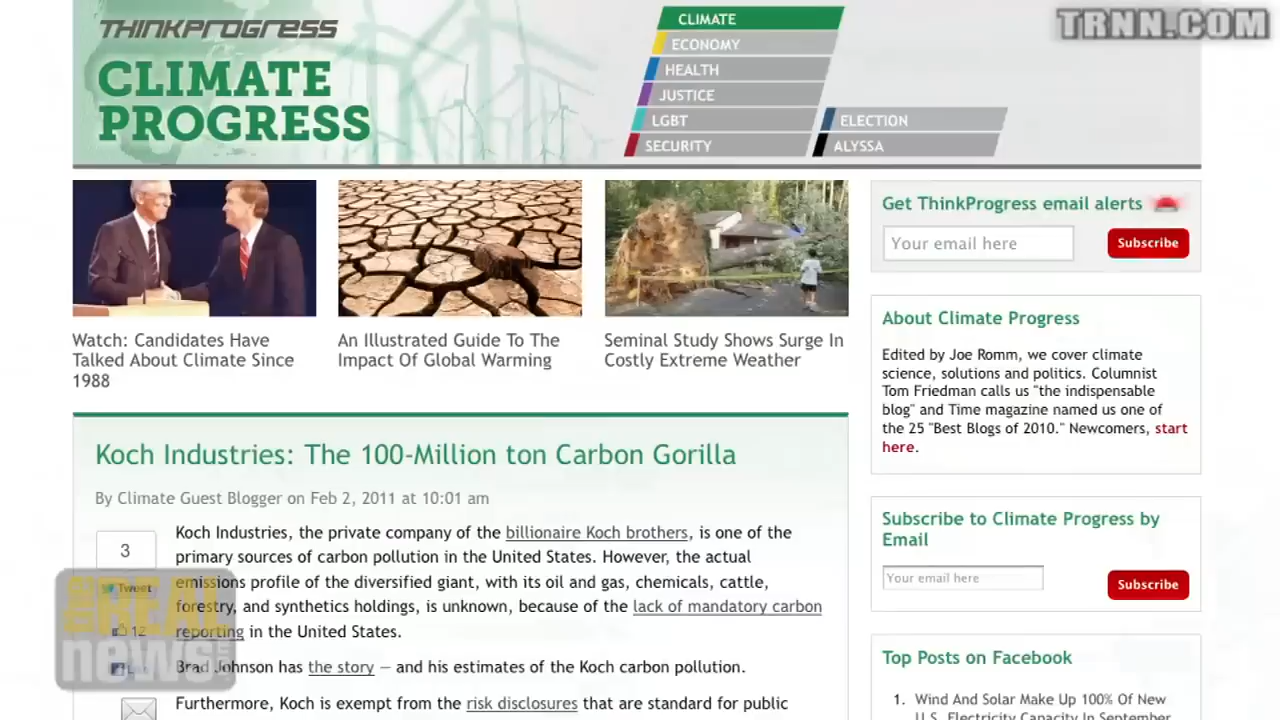 THINKPROGRESS
CLIMATE
PROGRESS
CLIMATE
ECONOMY
HEALTH
JUSTICE
LGBT
SECURITY
ELECTION
ALYSSA
TRNN.COM
Watch: Candidates Have
Talked About Climate Since
1988
An Illustrated Guide To The
Impact Of Global Warming
Seminal Study Shows Surge In
Costly Extreme Weather
Get ThinkProgress email alerts
Your email here
Subscribe
About Climate Progress
Edited by Joe Romm, we cover climate
science, solutions and politics. Columnist
Tom Friedman calls us "the indispensable
blog" and Time magazine named us one of
the 25 "Best Blogs of 2010." Newcomers, start
here.
Koch Industries: The 100-Million ton Carbon Gorilla
By Climate Guest Blogger on Feb 2, 2011 at 10:01 am
3
Tweet
12
Koch Industries, the private company of the billionaire Koch brothers, is one of the
primary sources of carbon pollution in the United States. However, the actual
emissions profile of the diversified giant, with its oil and gas, chemicals, cattle,
forestry, and synthetics holdings, is unknown, because of the lack of mandatory carbon
reporting in the United States.
Brad Johnson has the story — and his estimates of the Koch carbon pollution.
Furthermore, Koch is exempt from the risk disclosures that are standard for public
THE REAL
news.
Subscribe to Climate Progress by
Email
Your email here
Subscribe
Top Posts on Facebook
1. Wind And Solar Make Up 100% Of New
U.S. Electricity Capacity In September